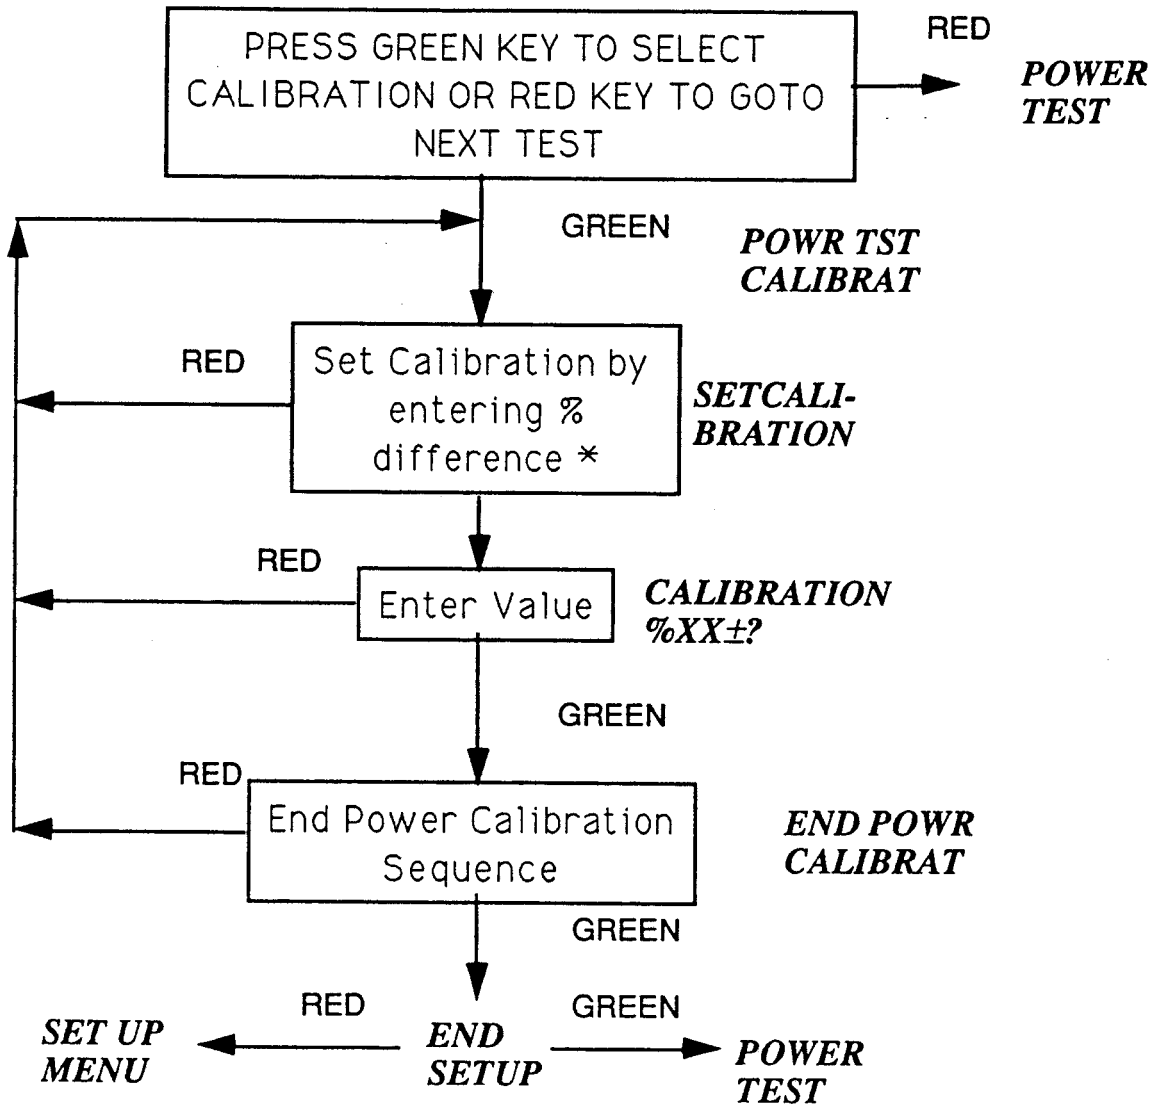 PRESS GREEN KEY TO SELECT
CALIBRATION OR RED KEY TO GOTO
NEXT TEST
RED
POWER
TEST
GREEN
POWR TST
CALIBRAT
RED
Set Calibration by
entering %
difference *
SETCALI-
BRATION
RED
Enter Value
CALIBRATION
%XX±?
GREEN
RED
End Power Calibration
Sequence
END POWR
CALIBRAT
GREEN
RED
GREEN
SET UP
MENU
END
SETUP
POWER
TEST